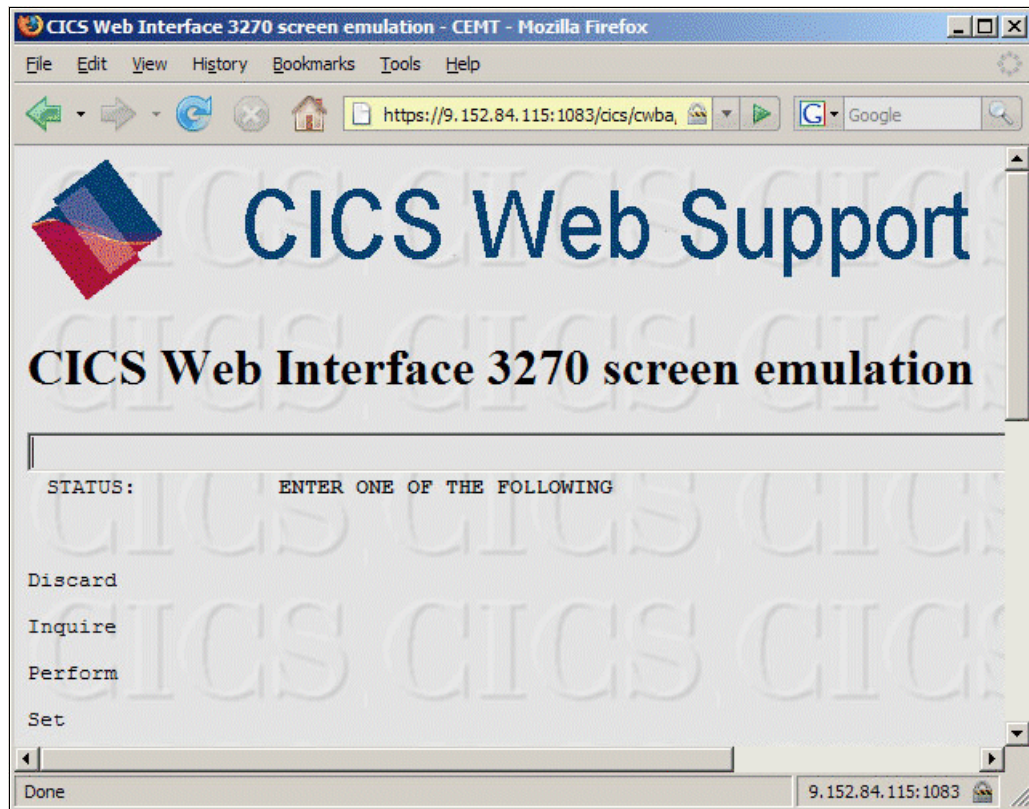 CICS Web Interface 3270 screen emulation - CEMT - Mozilla Firefox
File Edit View History Bookmarks Tools Help
https://9.152.84.115:1083/cics/cwba, G Google
CICS Web Support
CICS Web Interface 3270 screen emulation
STATUS: ENTER ONE OF THE FOLLOWING
Discard
Inquire
Perform
Set
Done 9.152.84.115:1083